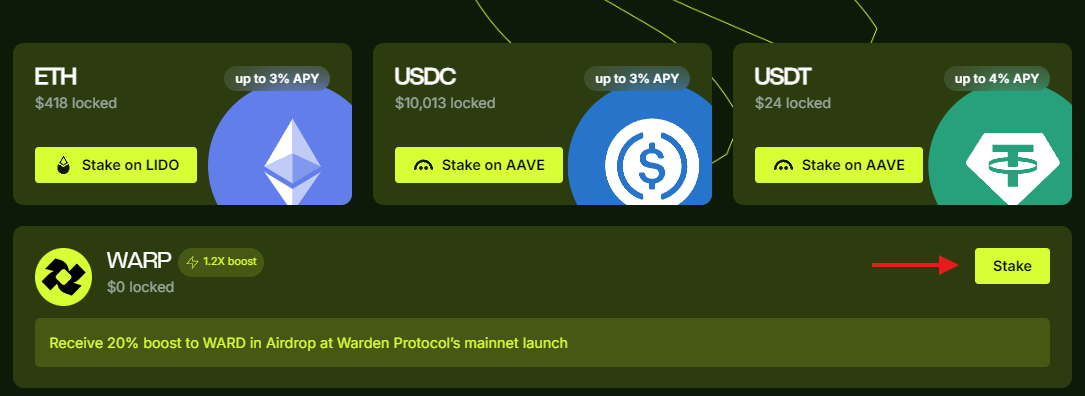 ETH
up to 3% APY
$418 locked
Stake on LIDO
USDC
up to 3% APY
$10,013 locked
Stake on AAVE
USDT
up to 4% APY
$24 locked
Stake on AAVE
WARP
1.2X boost
$0 locked
Stake
Receive 20% boost to WARD in Airdrop at Warden Protocol's mainnet launch